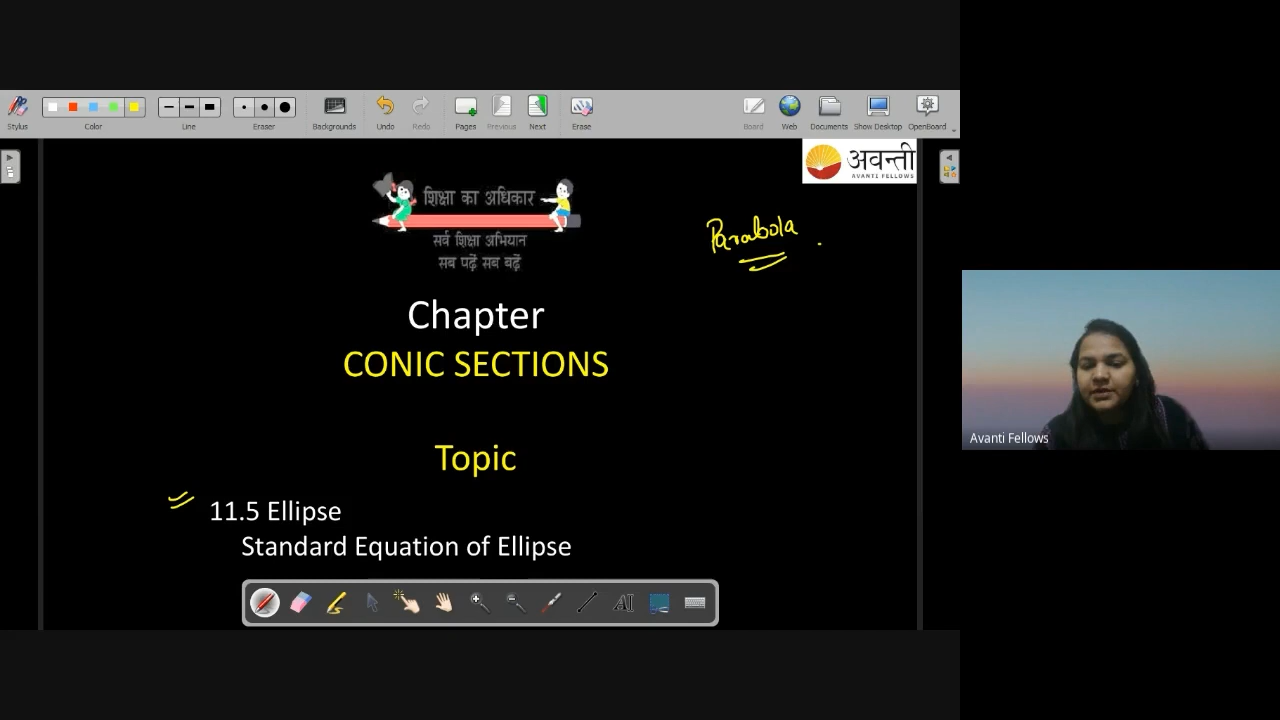 Stylus Color Line Eraser Backgrounds Undo Redo Pages Previous Next Erase Board Web Documents Show Desktop OpenBoard
अवन्ती
AVANTI FELLOWS
शिक्षा का अधिकार
सर्व शिक्षा अभियान
सब पढ़ें सब बढ़ें
Parabola
Chapter
CONIC SECTIONS
Topic
11.5 Ellipse
Standard Equation of Ellipse
AI
Avanti Fellows